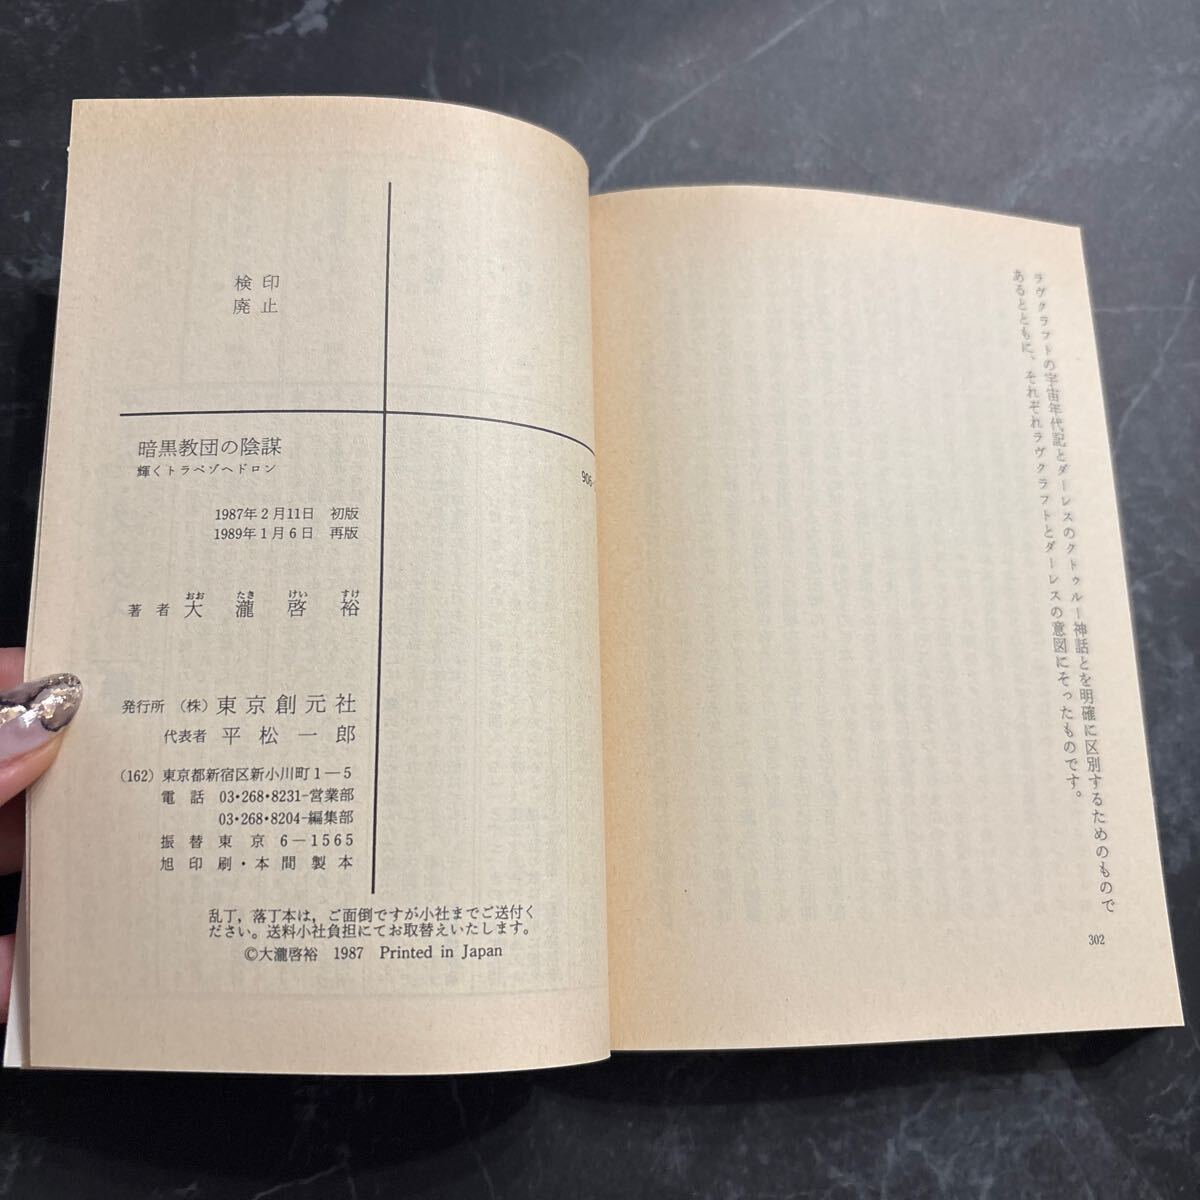 ラヴクラフトの宇宙年代記とダーレスのクトゥルー神話とを明確に区別するためのもので
あるとともに、それぞれラヴクラフトとダーレスの意図にそったものです。
302
検印
廃止
暗黒教団の陰謀
輝くトラペゾヘドロン
1987年2月11日 初版
1989年1月6日 再版
おお たき けい すけ
著者 大瀧啓裕
発行所 (株) 東京創元社
代表者 平松一郎
(162) 東京都新宿区新小川町1―5
電話 03・268・8231-営業部
03・268・8204-編集部
振替東京 6―1565
旭印刷・本間製本
乱丁,落丁本は,ご面倒ですが小社までご送付く
ださい。送料小社負担にてお取替えいたします。
©大瀧啓裕 1987 Printed in Japan